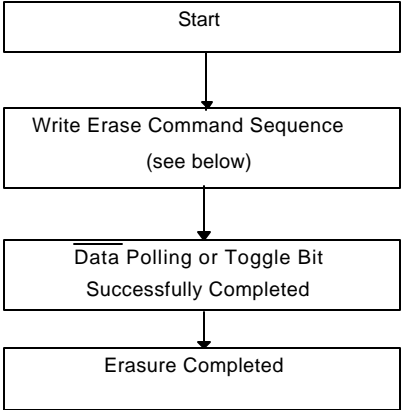 Start
Write Erase Command Sequence
(see below)
Data Polling or Toggle Bit
Successfully Completed
Erasure Completed